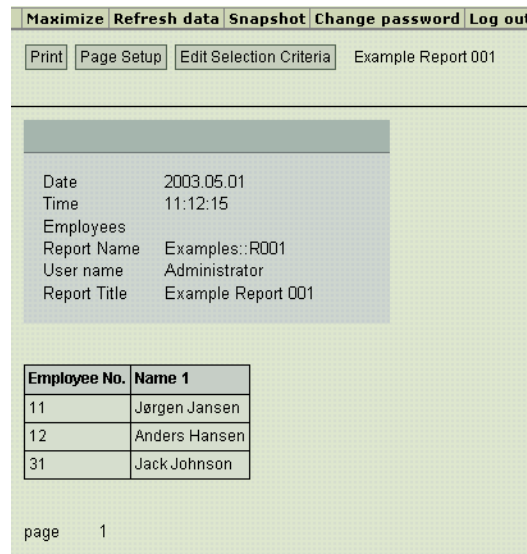 Maximize Refresh data Snapshot Change password Log out
Print Page Setup Edit Selection Criteria Example Report 001
Date 2003.05.01
Time 11:12:15
Employees
Report Name Examples::R001
User name Administrator
Report Title Example Report 001
Employee No. Name 1
11 Jørgen Jansen
12 Anders Hansen
31 Jack Johnson
page 1